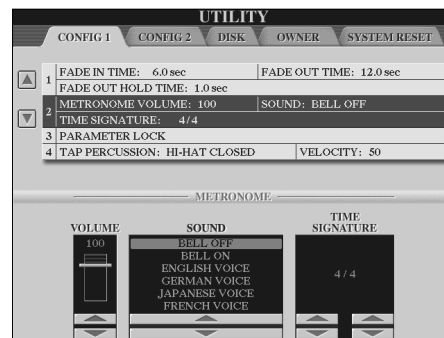 UTILITY
CONFIG 1 CONFIG 2 DISK OWNER SYSTEM RESET
1 FADE IN TIME: 6.0 sec FADE OUT TIME: 12.0 sec
FADE OUT HOLD TIME: 1.0 sec
2 METRONOME VOLUME: 100 SOUND: BELL OFF
TIME SIGNATURE: 4/4
3 PARAMETER LOCK
4 TAP PERCUSSION: HI-HAT CLOSED VELOCITY: 50
METRONOME
VOLUME SOUND TIME SIGNATURE
100
BELL OFF
BELL ON
ENGLISH VOICE
GERMAN VOICE
JAPANESE VOICE
FRENCH VOICE
4 / 4